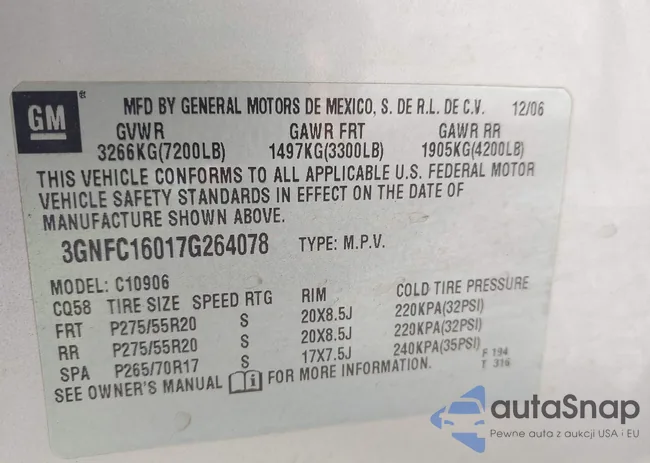 GM ®
MFD BY GENERAL MOTORS DE MEXICO, S. DE R.L. DE C.V. 12/06
GVWR GAWR FRT GAWR RR
3266KG(7200LB) 1497KG(3300LB) 1905KG(4200LB)
THIS VEHICLE CONFORMS TO ALL APPLICABLE U.S. FEDERAL MOTOR
VEHICLE SAFETY STANDARDS IN EFFECT ON THE DATE OF
MANUFACTURE SHOWN ABOVE.
3GNFC16017G264078 TYPE: M.P.V.
MODEL: C10906
CQ58 TIRE SIZE SPEED RTG RIM COLD TIRE PRESSURE
FRT P275/55R20 S 20X8.5J 220KPA(32PSI)
RR P275/55R20 S 20X8.5J 220KPA(32PSI)
SPA P265/70R17 S 17X7.5J 240KPA(35PSI) F 194
SEE OWNER'S MANUAL FOR MORE INFORMATION. T 316
autaSnap
Pewne auta z aukcji USA i EU